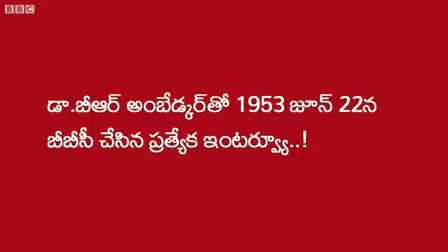 BBC
డా.బీఆర్ అంబేడ్కర్‌తో 1953 జూన్ 22న
బీబీసీ చేసిన ప్రత్యేక ఇంటర్వ్యూ..!